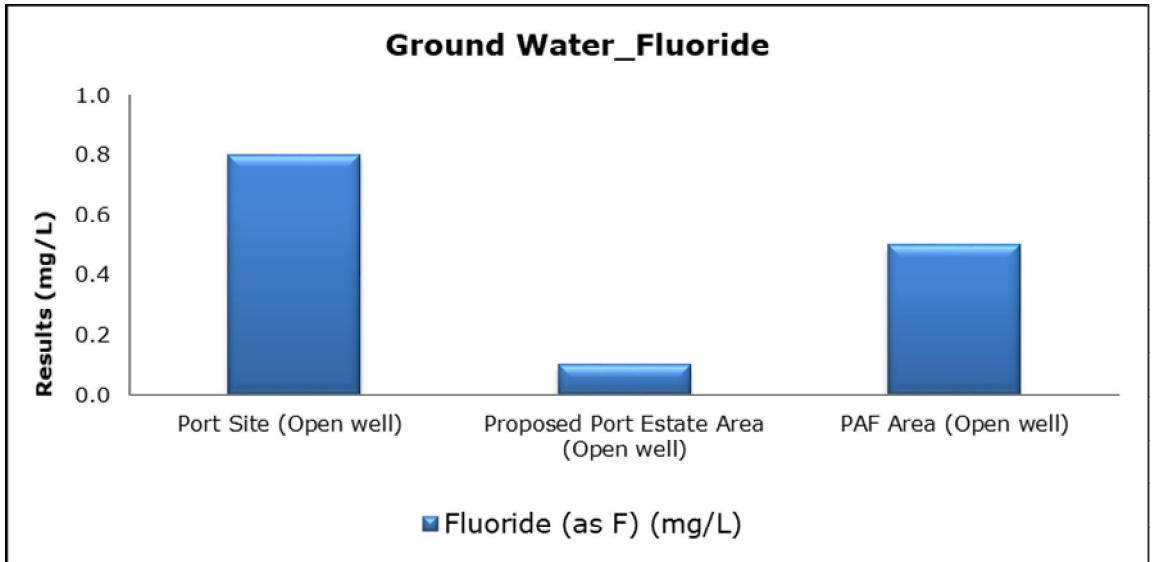 Ground Water_Fluoride
Results (mg/L)
1.0
0.8
0.6
0.4
0.2
0.0
Port Site (Open well)
Proposed Port Estate Area
(Open well)
PAF Area (Open well)
Fluoride (as F) (mg/L)